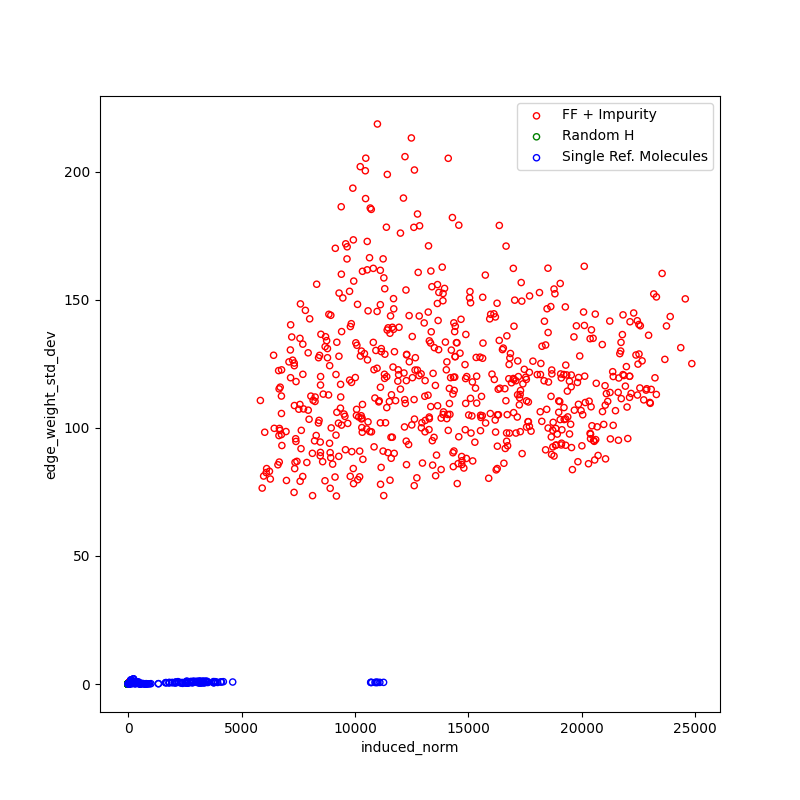 FF + Impurity
Random H
Single Ref. Molecules
200
150
100
50
0
edge_weight_std_dev
0 5000 10000 15000 20000 25000
induced_norm